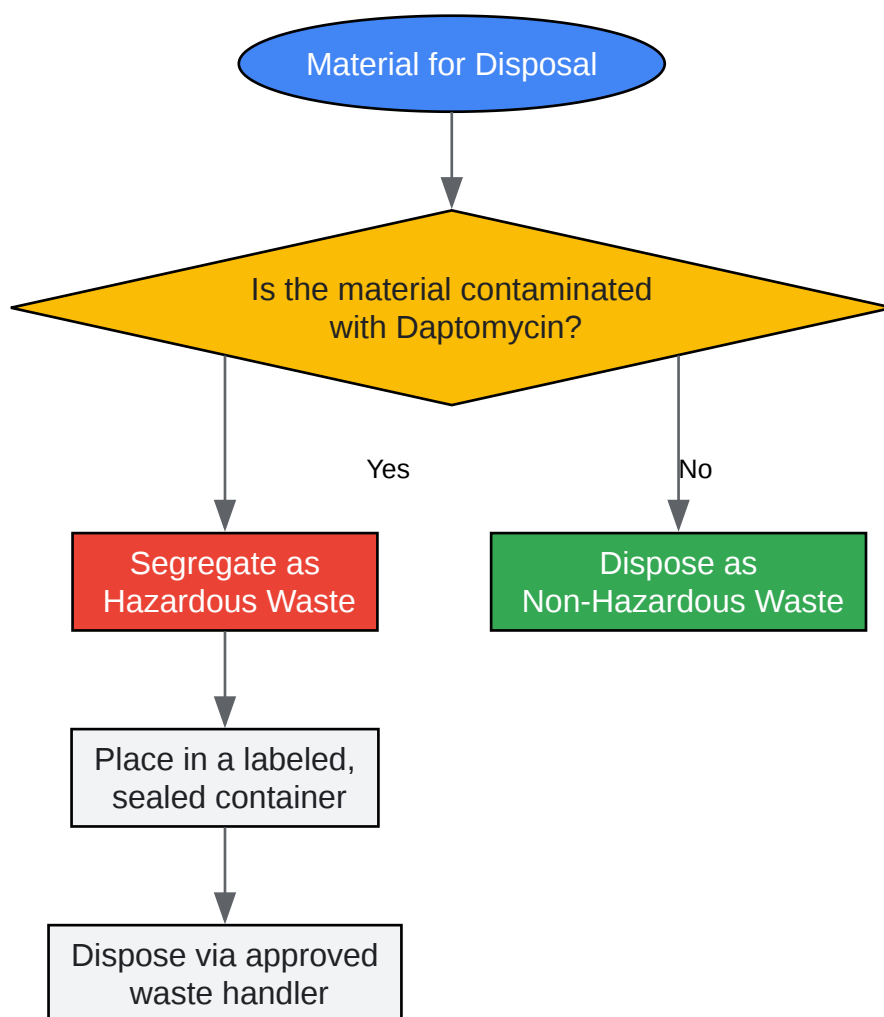 Material for Disposal
Is the material contaminated
with Daptomycin?
Yes
No
Segregate as
Hazardous Waste
Dispose as
Non-Hazardous Waste
Place in a labeled,
sealed container
Dispose via approved
waste handler